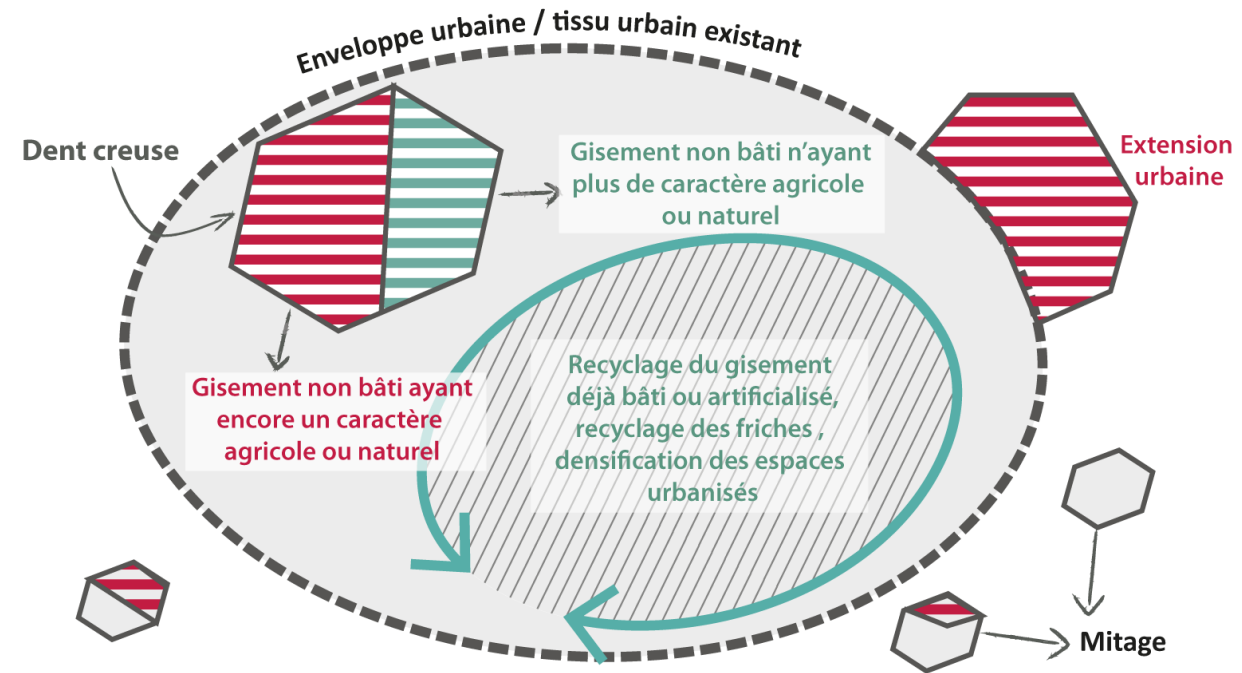 Enveloppe urbaine / tissu urbain existant
Dent creuse
Gisement non bâti n'ayant
plus de caractère agricole
ou naturel
Extension
urbaine
Gisement non bâti ayant
encore un caractère
agricole ou naturel
Recyclage du gisement
déjà bâti ou artificialisé,
recyclage des friches ,
densification des espaces
urbanisés
Mitage